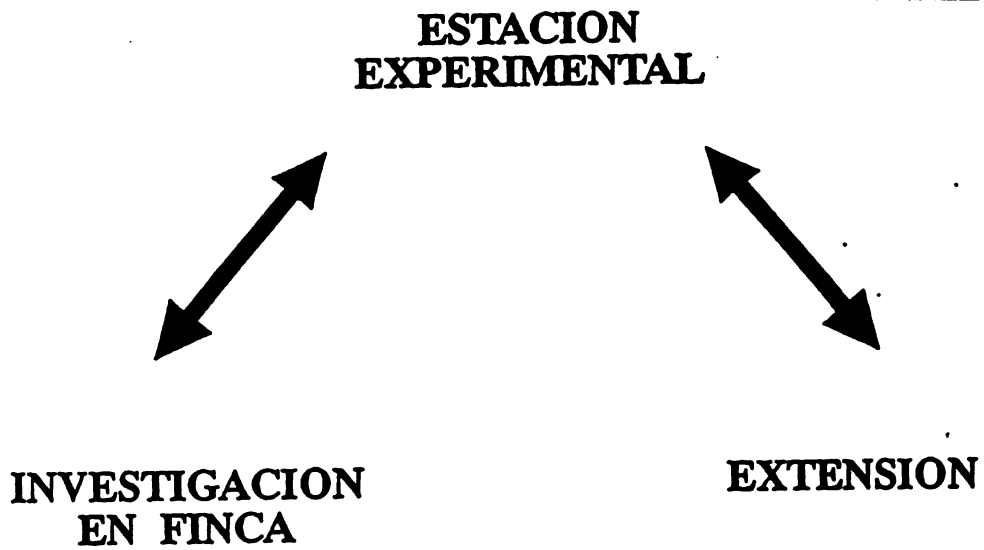 ESTACION
EXPERIMENTAL
INVESTIGACION
EN FINCA
EXTENSION